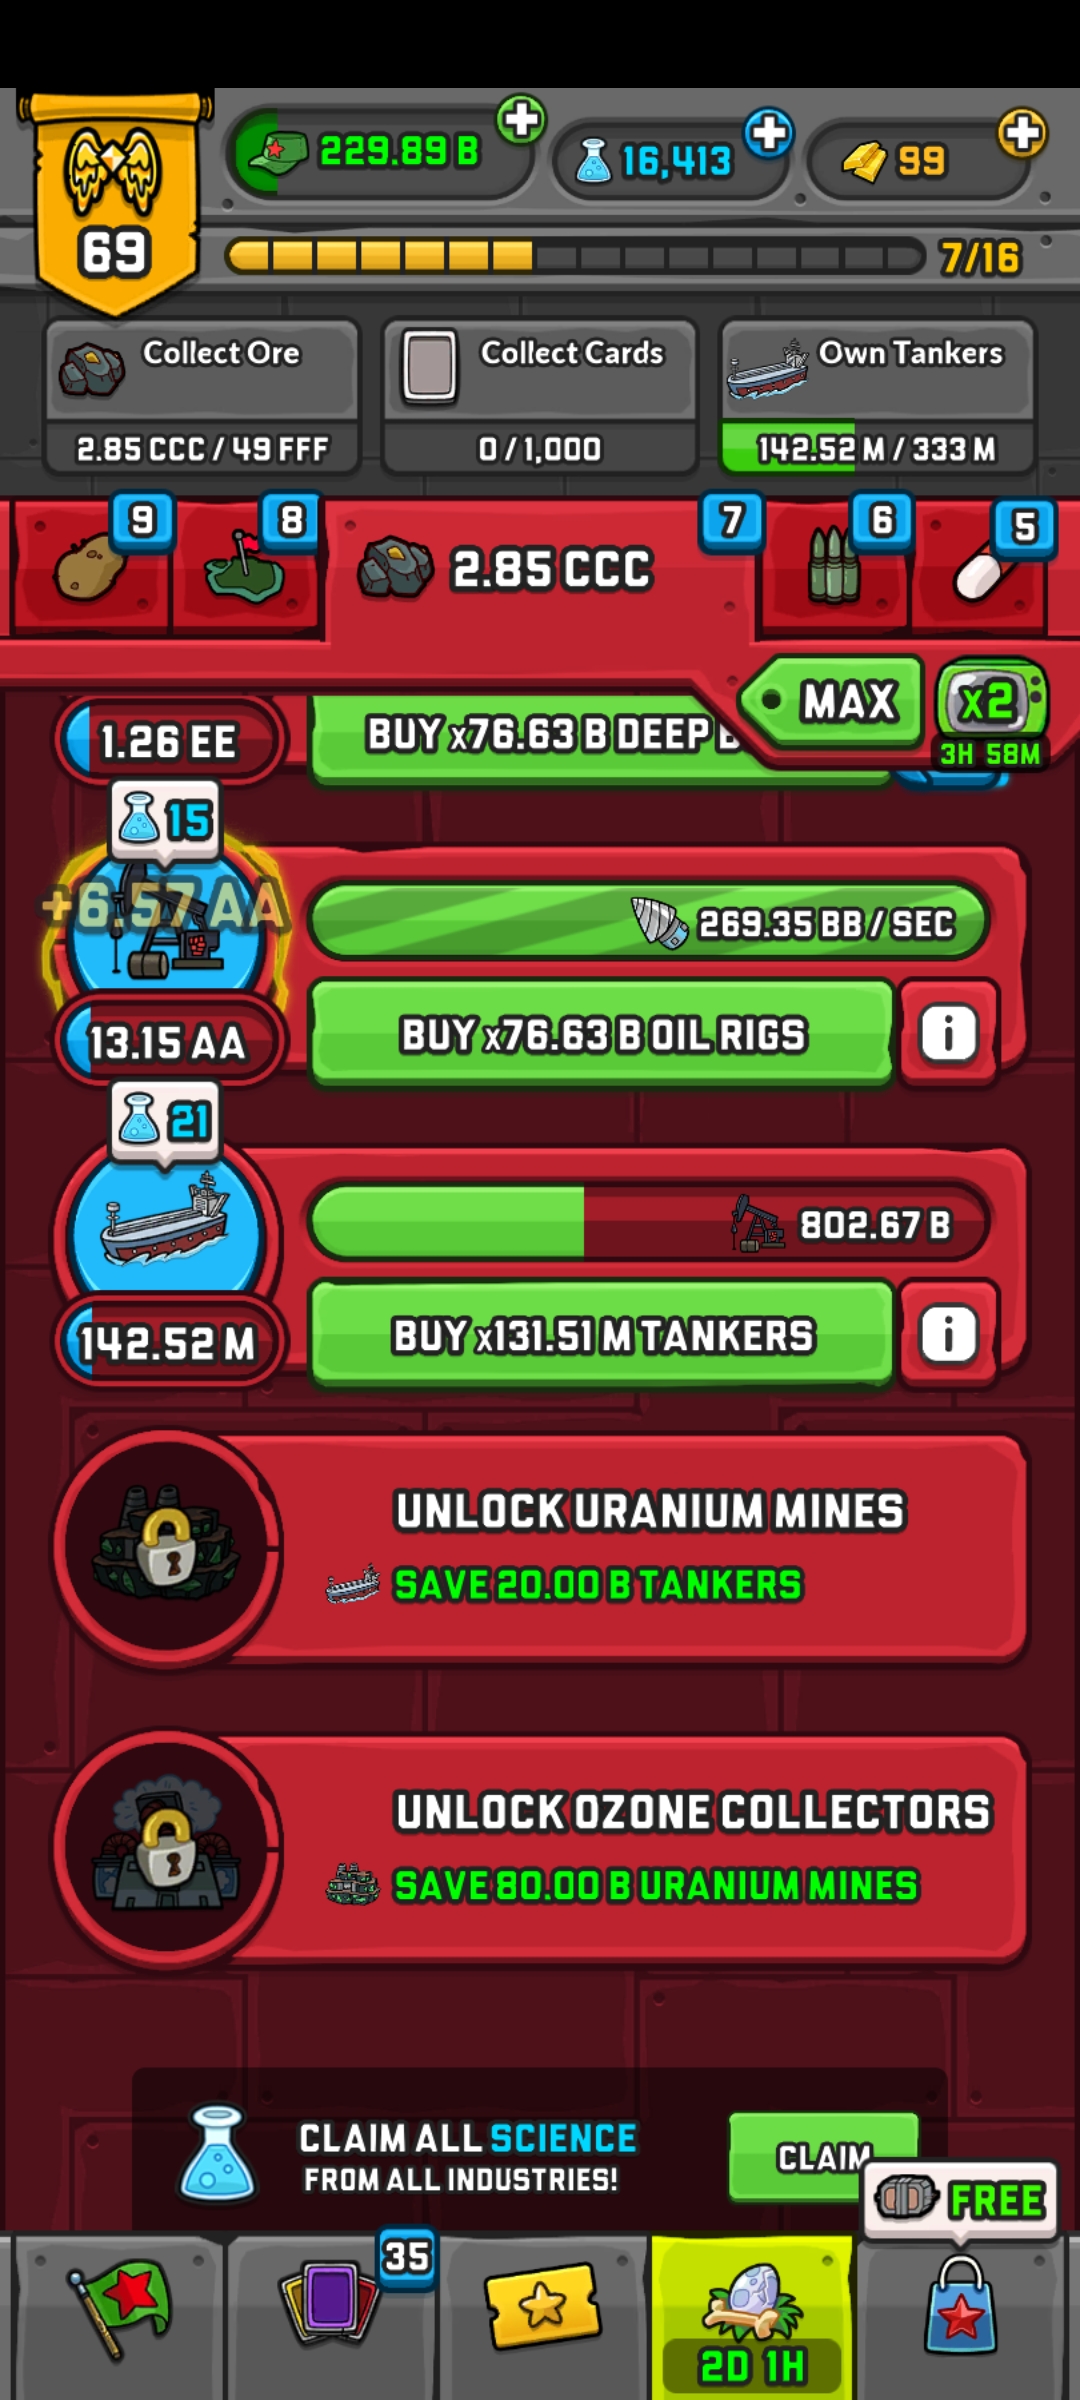 69
229.89 B
16,413
99
7/16
Collect Ore
2.85 CCC / 49 FFF
Collect Cards
0 / 1,000
Own Tankers
142.52 M / 333 M
9
8
2.85 CCC
7
6
5
MAX
x2
3H 58M
1.26 EE
BUY x76.63 B DEEP B
15
+6.57 AA
269.35 BB / SEC
13.15 AA
BUY x76.63 B OIL RIGS
i
21
802.67 B
142.52 M
BUY x131.51 M TANKERS
i
UNLOCK URANIUM MINES
SAVE 20.00 B TANKERS
UNLOCK OZONE COLLECTORS
SAVE 80.00 B URANIUM MINES
CLAIM ALL SCIENCE
FROM ALL INDUSTRIES!
CLAIM
FREE
35
2D 1H